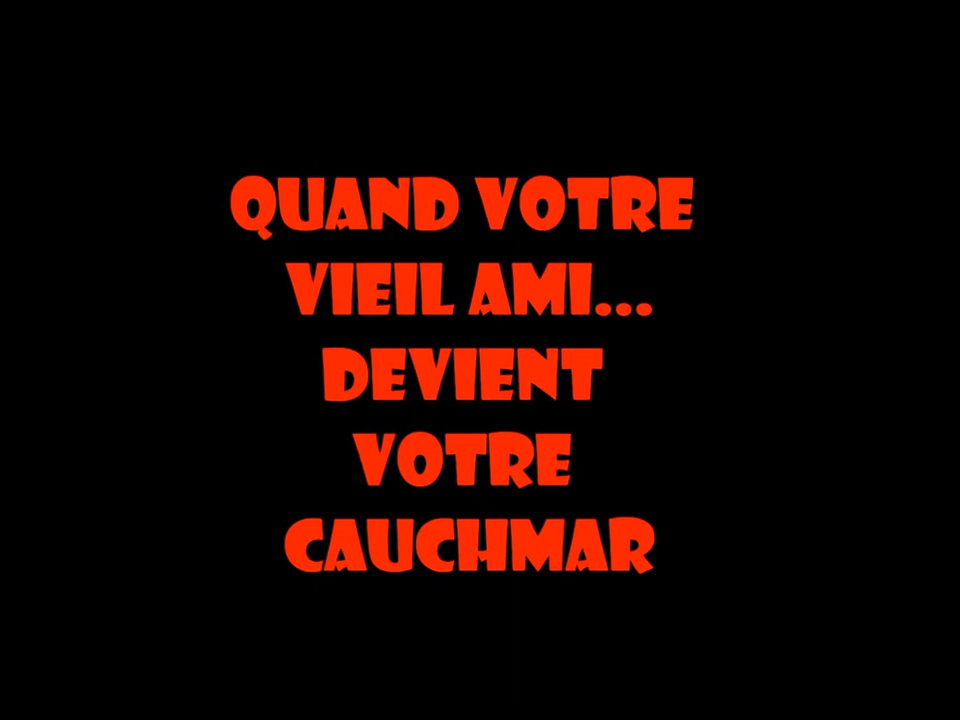 QUAND VOTRE
VIEIL AMI...
DEVIENT
VOTRE
CAUCHMAR